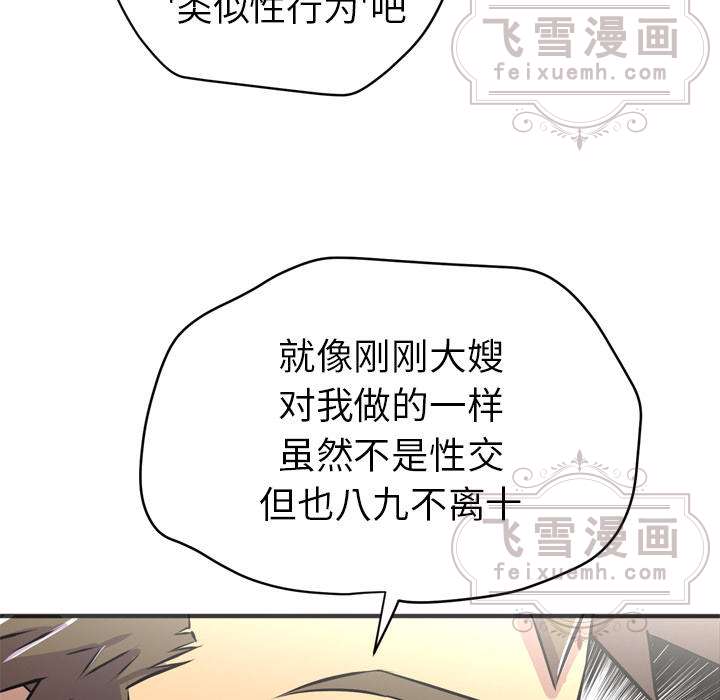 '类似性行为'吧
飞雪漫画
feixuemh.com
就像刚刚大嫂
对我做的一样
虽然不是性交
但也八九不离十
飞雪漫画
feixuemh.com